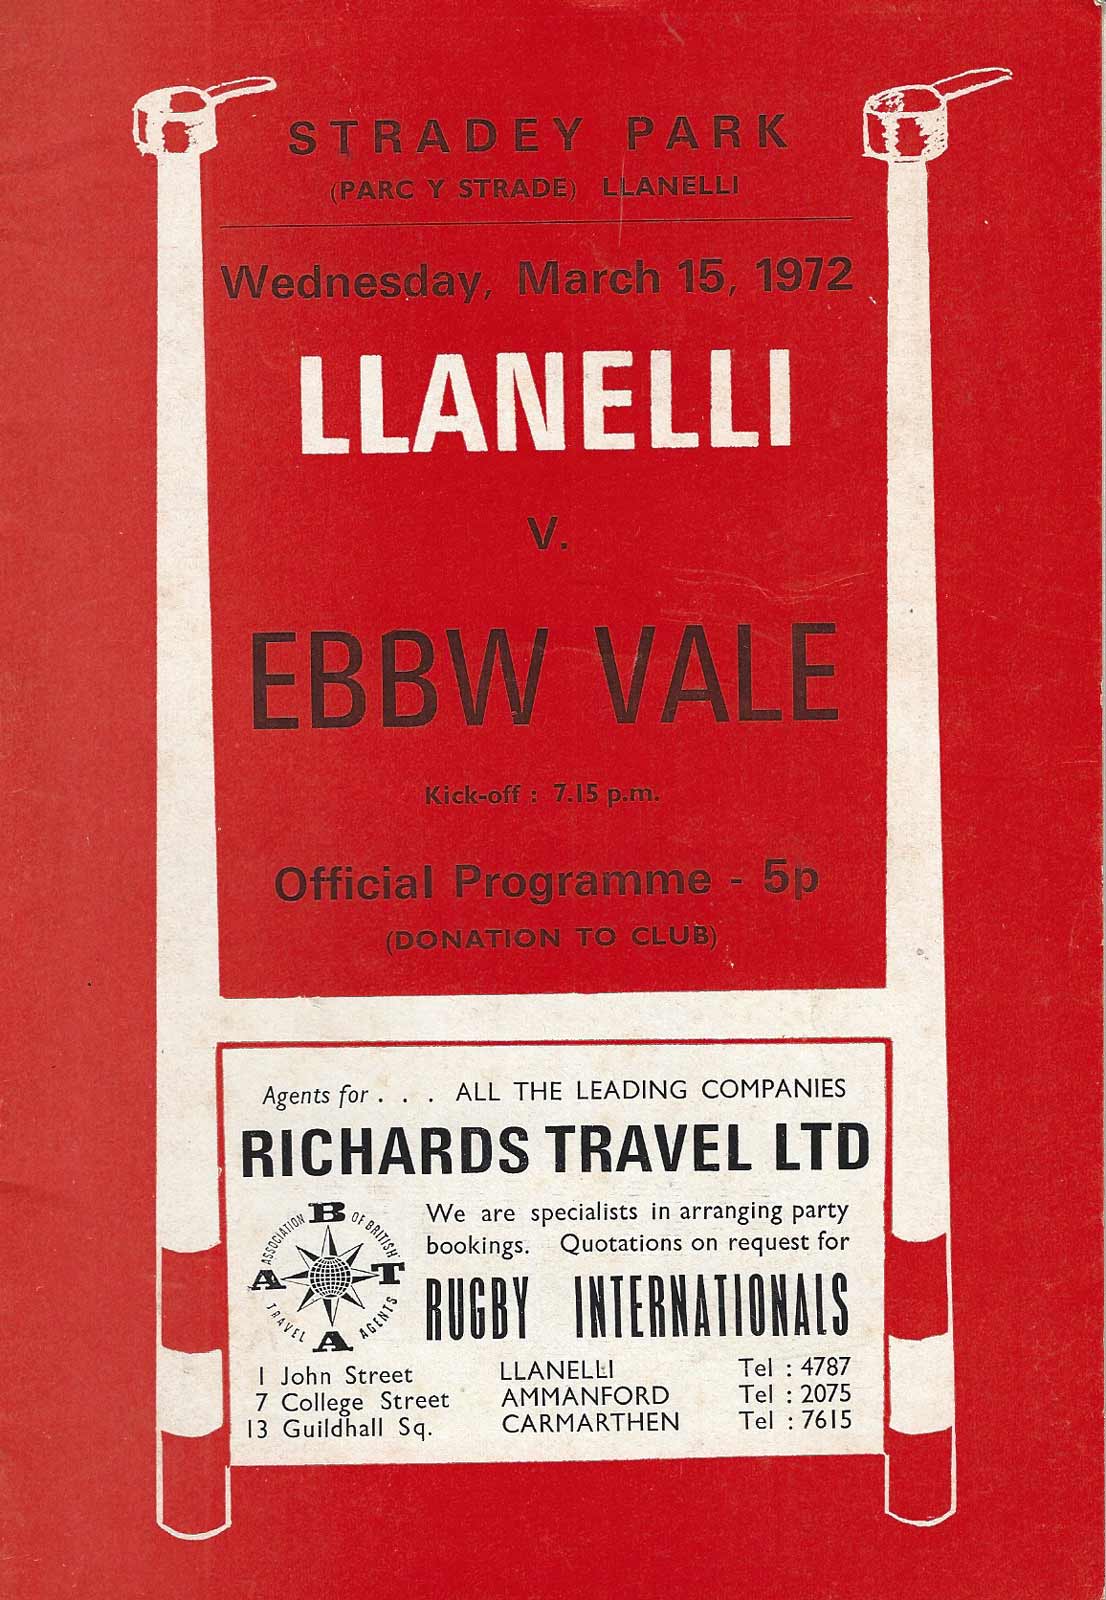 STRADEY PARK
(PARC Y STRADE) LLANELLI
Wednesday, March 15, 1972
LLANELLI
v.
EBBW VALE
Kick-off : 7.15 p.m.
Official Programme - 5p
(DONATION TO CLUB)
Agents for . . . ALL THE LEADING COMPANIES
RICHARDS TRAVEL LTD
ASSOCIATION OF BRITISH TRAVEL AGENTS
A B T A
We are specialists in arranging party
bookings. Quotations on request for
RUGBY INTERNATIONALS
1 John Street LLANELLI Tel : 4787
7 College Street AMMANFORD Tel : 2075
13 Guildhall Sq. CARMARTHEN Tel : 7615